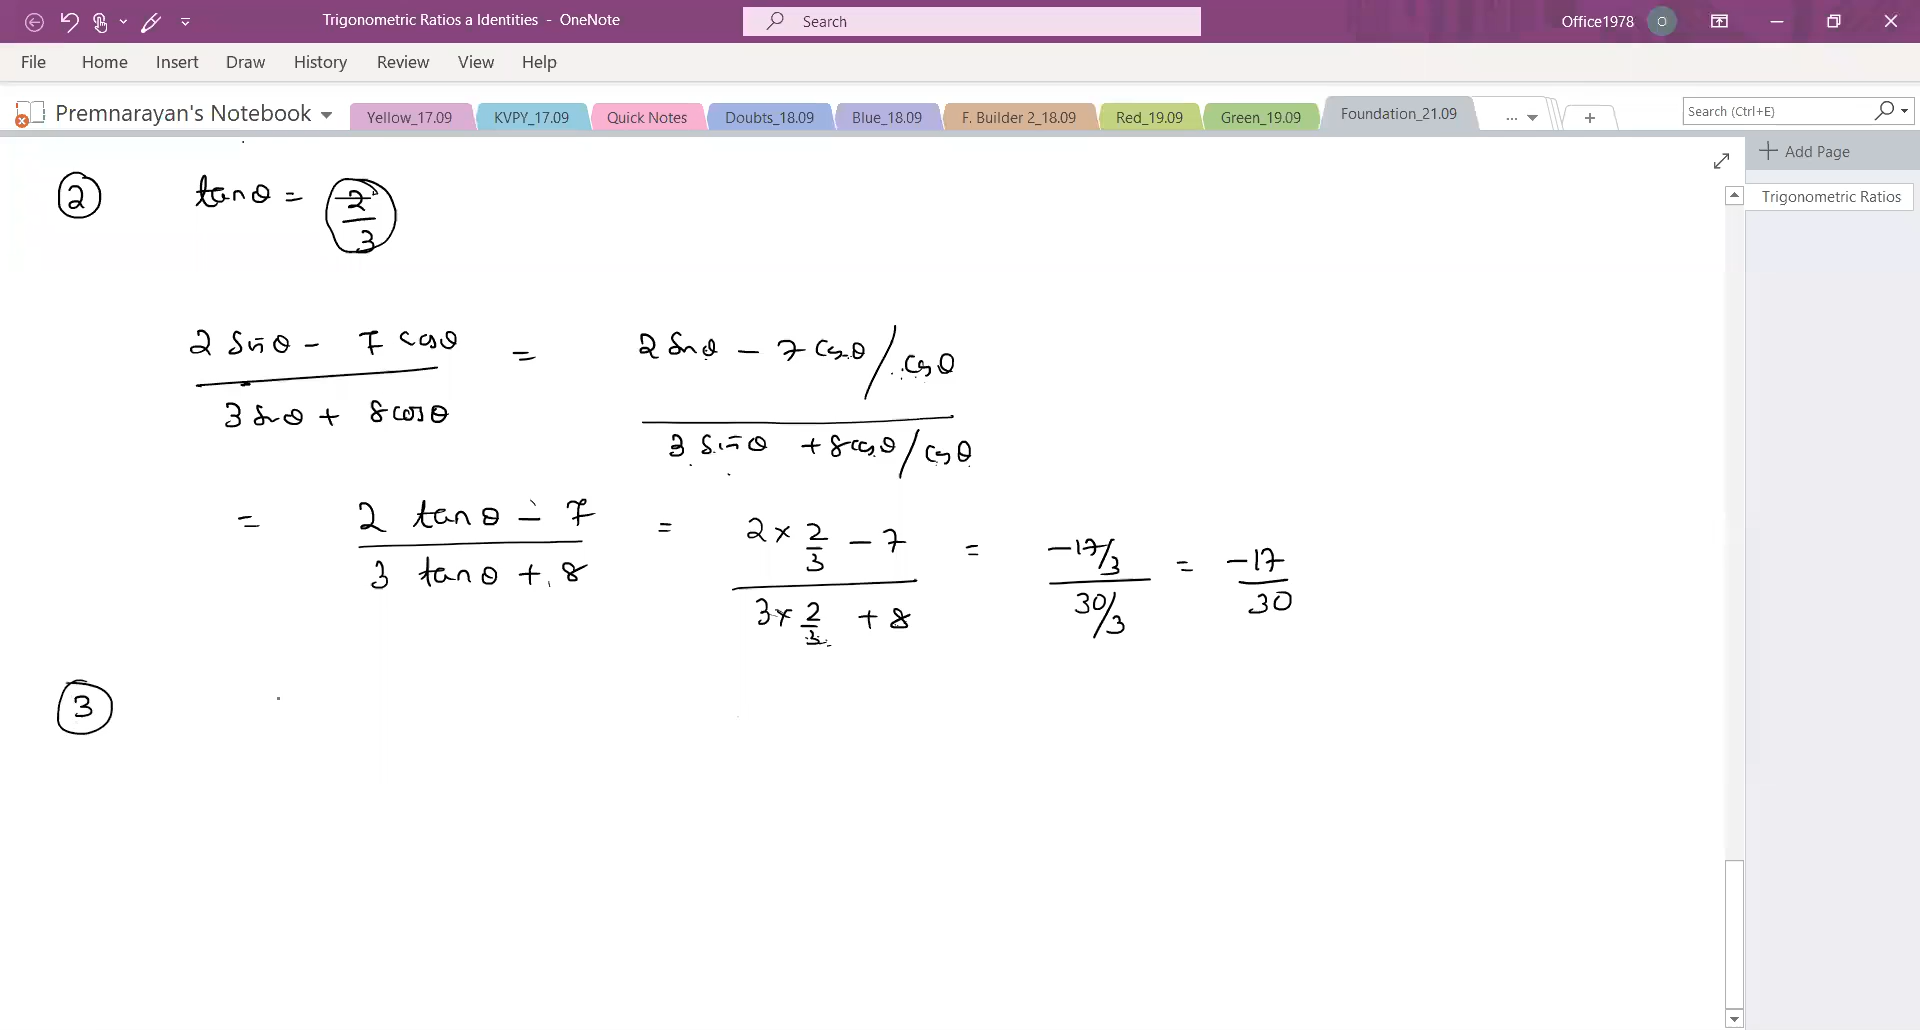 Trigonometric Ratios a Identities - OneNote
Search
Office1978
O
File Home Insert Draw History Review View Help
Premnarayan's Notebook
Yellow_17.09 KVPY_17.09 Quick Notes Doubts_18.09 Blue_18.09 F. Builder 2_18.09 Red_19.09 Green_19.09 Foundation_21.09 ... +
Search (Ctrl+E)
Add Page
Trigonometric Ratios
② tanθ = 2/3
(2 sinθ - 7 cosθ)/(3 sinθ + 8 cosθ) = (2 sinθ - 7 cosθ / cosθ)/(3 sinθ + 8 cosθ / cosθ)
= (2 tanθ - 7)/(3 tanθ + 8) = (2 × 2/3 - 7)/(3 × 2/3 + 8) = (-17/3)/(30/3) = -17/30
③